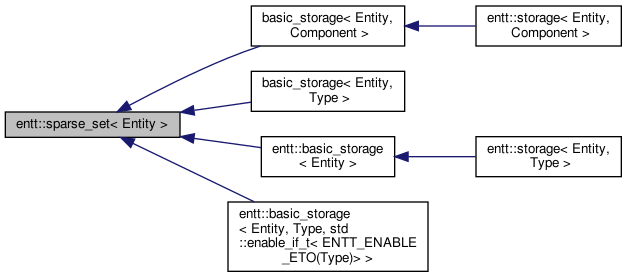 basic_storage< Entity,
Component >
entt::storage< Entity,
Component >
basic_storage< Entity,
Type >
entt::sparse_set< Entity >
entt::basic_storage
< Entity >
entt::storage< Entity,
Type >
entt::basic_storage
< Entity, Type, std
::enable_if_t< ENTT_ENABLE
_ETO(Type)> >